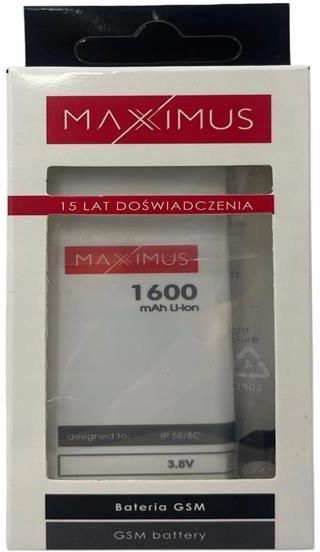 MAXXIMUS
15 LAT DOŚWIADCZENIA
MAXXIMUS
1600
mAh Li-Ion
designed to: IP 5S/5C
3.8V
Bateria GSM
GSM battery